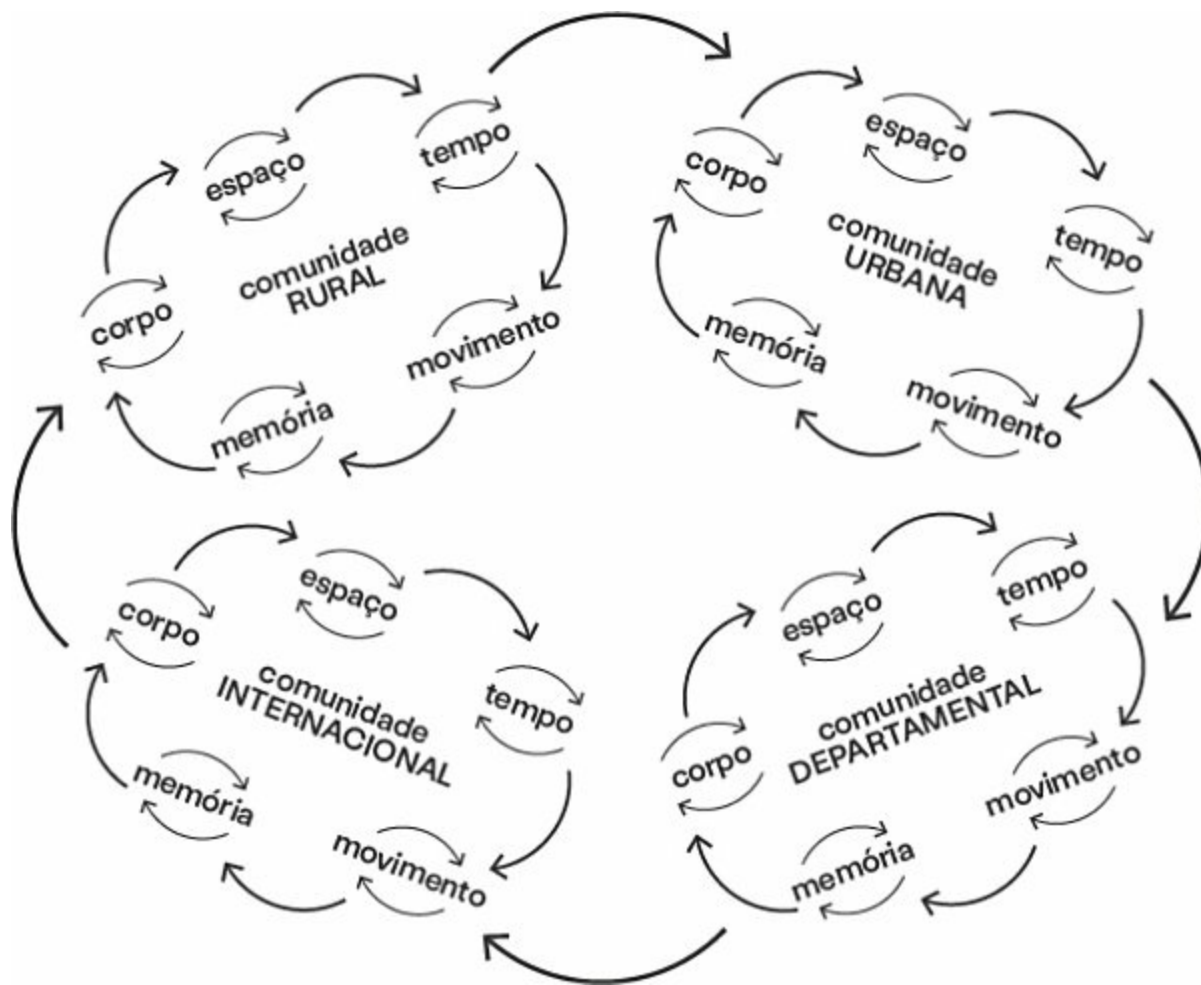 espaço
tempo
movimento
memória
corpo
comunidade
RURAL
corpo
espaço
tempo
movimento
memória
comunidade
URBANA
corpo
espaço
tempo
movimento
memória
comunidade
INTERNACIONAL
espaço
tempo
movimento
memória
corpo
comunidade
DEPARTAMENTAL